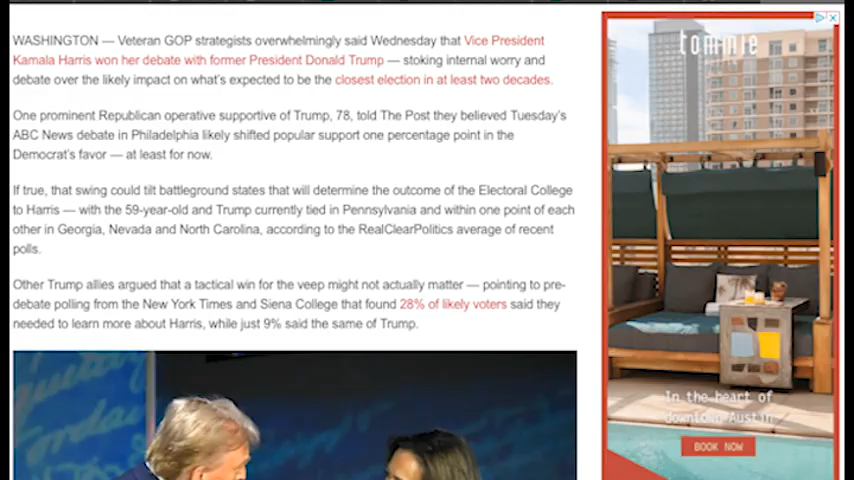 WASHINGTON — Veteran GOP strategists overwhelmingly said Wednesday that Vice President
Kamala Harris won her debate with former President Donald Trump — stoking internal worry and
debate over the likely impact on what's expected to be the closest election in at least two decades.
One prominent Republican operative supportive of Trump, 78, told The Post they believed Tuesday's
ABC News debate in Philadelphia likely shifted popular support one percentage point in the
Democrat's favor — at least for now.
If true, that swing could tilt battleground states that will determine the outcome of the Electoral College
to Harris — with the 59-year-old and Trump currently tied in Pennsylvania and within one point of each
other in Georgia, Nevada and North Carolina, according to the RealClearPolitics average of recent
polls.
Other Trump allies argued that a tactical win for the veep might not actually matter — pointing to pre-
debate polling from the New York Times and Siena College that found 28% of likely voters said they
needed to learn more about Harris, while just 9% said the same of Trump.
tommie
In the heart of
downtown Austin
BOOK NOW